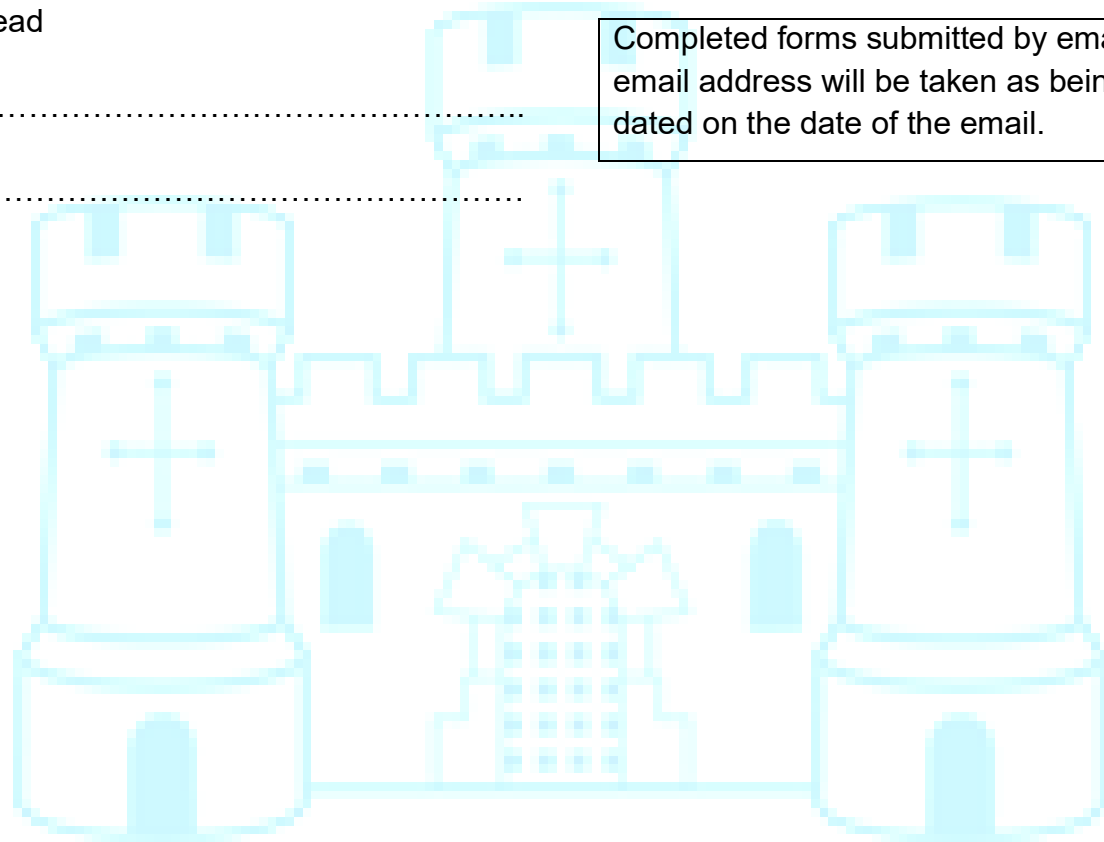 ead
Completed forms submitted by ema
email address will be taken as bein
dated on the date of the email.
……………………………………………..
……………………………………………